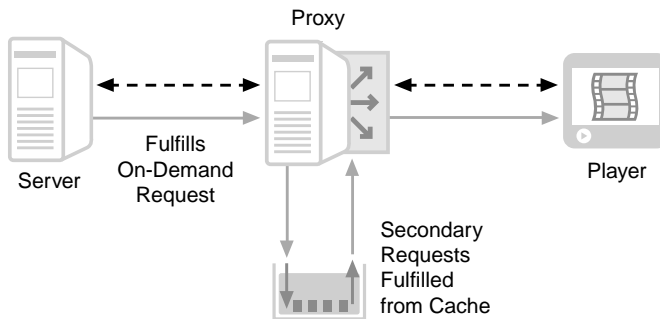 Proxy
Server
Fulfills
On-Demand
Request
Player
Secondary
Requests
Fulfilled
from Cache